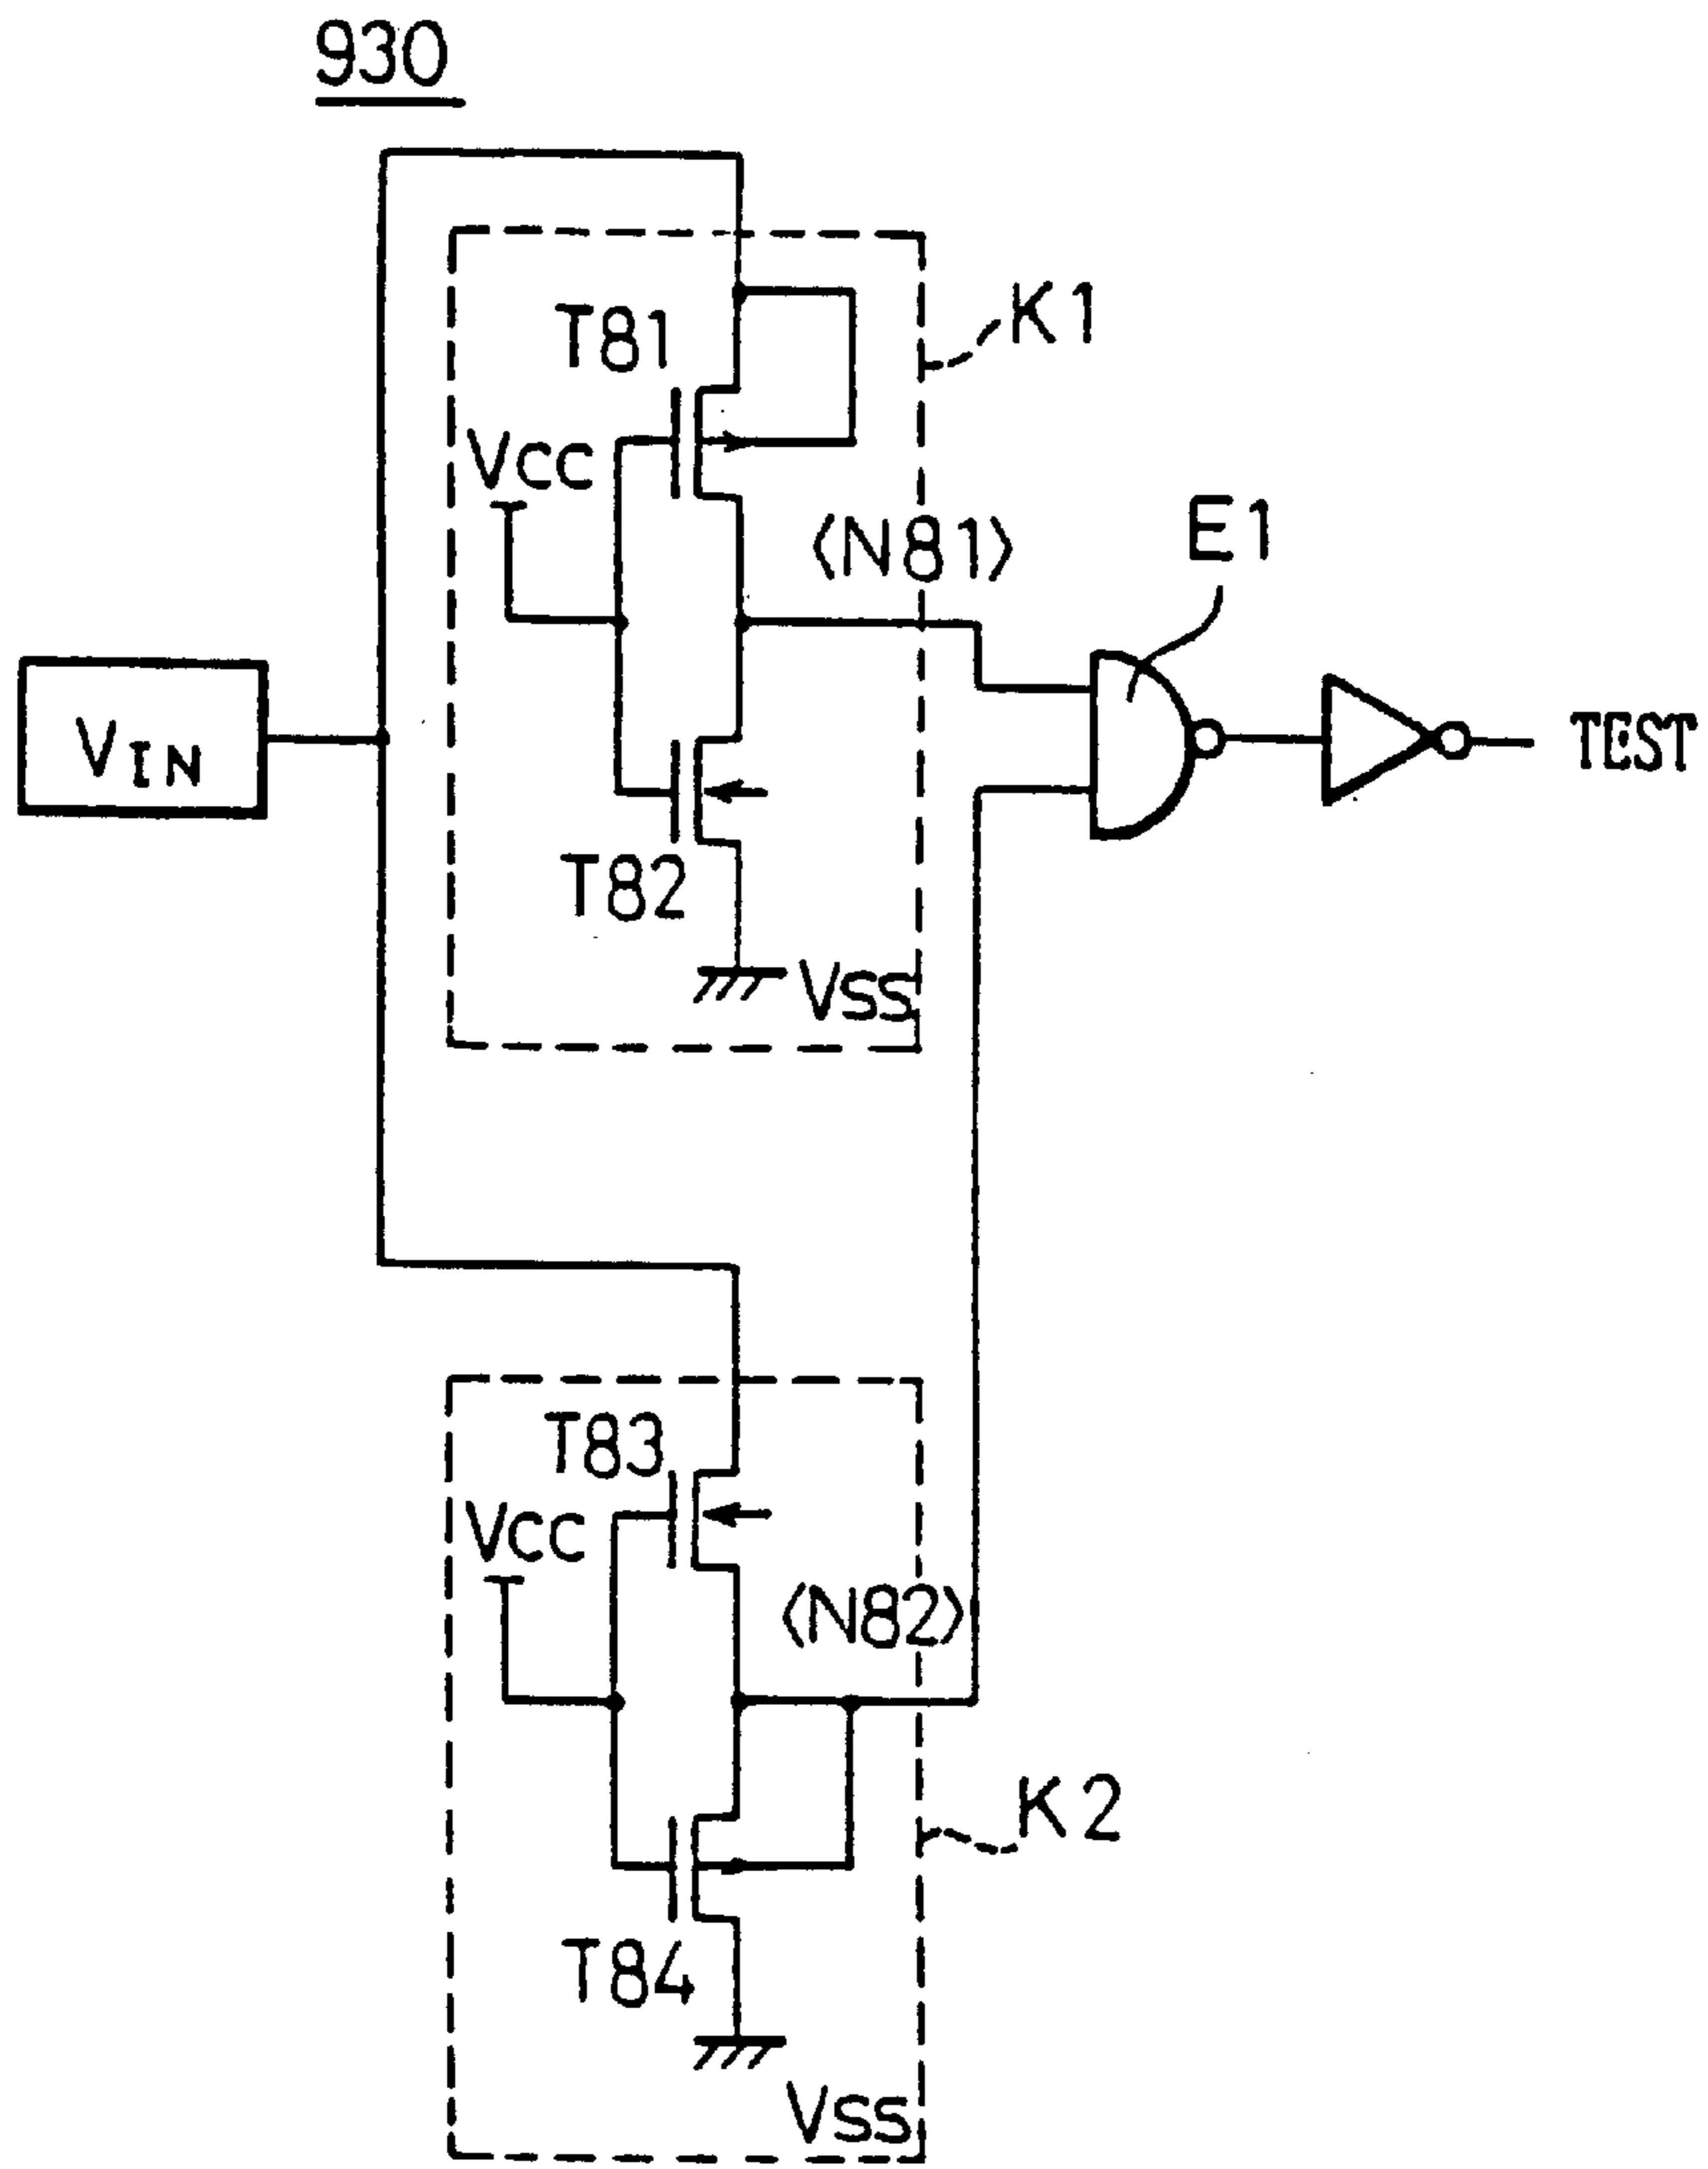 930
T81
K1
VCC
⟨N81⟩
E1
VIN
TEST
T82
VSS
T83
VCC
⟨N82⟩
K2
T84
VSS